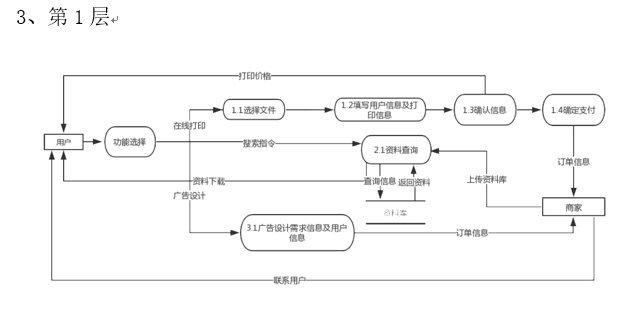 3、第1层
打印价格
1.1选择文件
1.2填写用户信息及打
印信息
1.3确认信息
1.4确定支付
在线打印
用户
功能选择
搜索指令
2.1资料查询
订单信息
资料下载
查询信息
返回资料
上传资料库
广告设计
资料库
商家
3.1广告设计需求信息及用户
信息
订单信息
联系用户